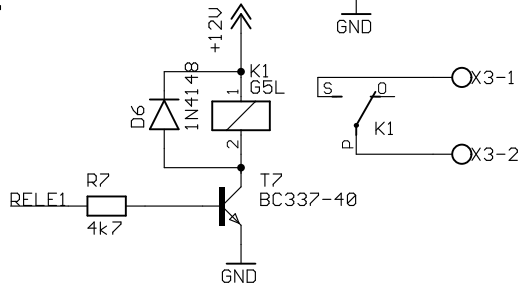 +12V
GND
K1
G5L
1
D6
1N4148
2
S
O
X3-1
K1
P
X3-2
R7
RELE1
4k7
T7
BC337-40
GND